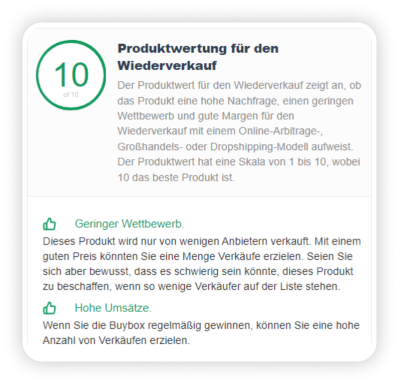 10
of 10
Produktwertung für den
Wiederverkauf
Der Produktwert für den Wiederverkauf zeigt an, ob
das Produkt eine hohe Nachfrage, einen geringen
Wettbewerb und gute Margen für den
Wiederverkauf mit einem Online-Arbitrage-,
Großhandels- oder Dropshipping-Modell aufweist.
Der Produktwert hat eine Skala von 1 bis 10, wobei
10 das beste Produkt ist.
Geringer Wettbewerb.
Dieses Produkt wird nur von wenigen Anbietern verkauft. Mit einem
guten Preis könnten Sie eine Menge Verkäufe erzielen. Seien Sie
sich aber bewusst, dass es schwierig sein könnte, dieses Produkt
zu beschaffen, wenn so wenige Verkäufer auf der Liste stehen.
Hohe Umsätze.
Wenn Sie die Buybox regelmäßig gewinnen, können Sie eine hohe
Anzahl von Verkäufen erzielen.